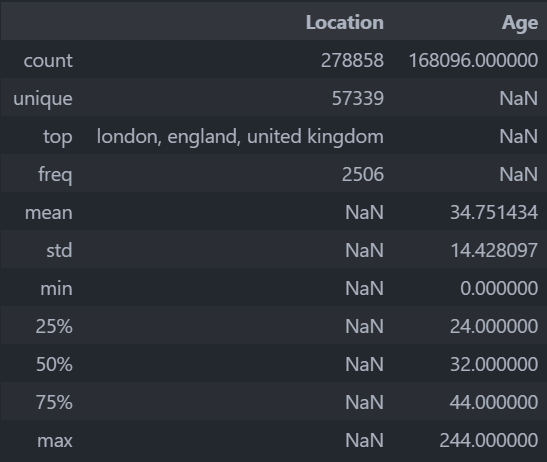 Location Age
count 278858 168096.000000
unique 57339 NaN
top london, england, united kingdom NaN
freq 2506 NaN
mean NaN 34.751434
std NaN 14.428097
min NaN 0.000000
25% NaN 24.000000
50% NaN 32.000000
75% NaN 44.000000
max NaN 244.000000